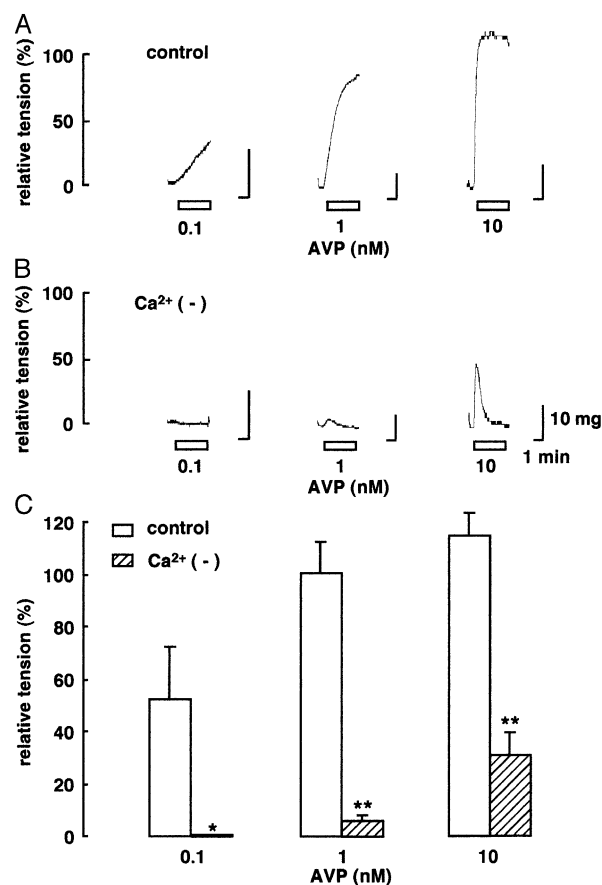 A
relative tension (%)
control
100
50
0
0.1
1
10
AVP (nM)
B
relative tension (%)
Ca²⁺ ( - )
100
50
0
10 mg
1 min
0.1
1
10
AVP (nM)
C
relative tension (%)
control
Ca²⁺ ( - )
120
100
80
60
40
20
0
*
**
**
0.1
1
10
AVP (nM)